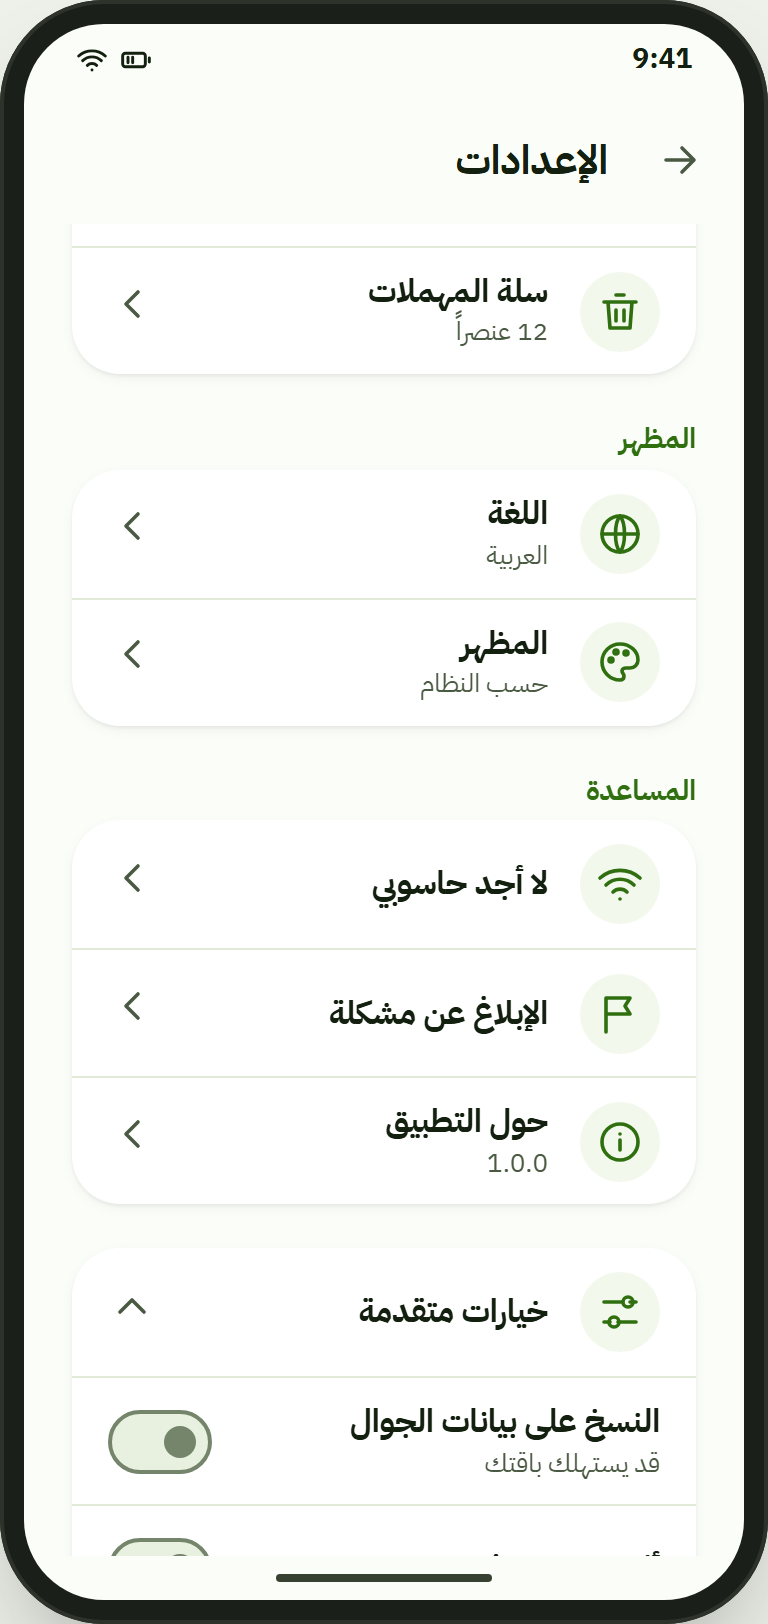 9:41
الإعدادات
سلة المهملات
12 عنصراً
المظهر
اللغة
العربية
المظهر
حسب النظام
المساعدة
لا أجد حاسوبي
الإبلاغ عن مشكلة
حول التطبيق
1.0.0
خيارات متقدمة
النسخ على بيانات الجوال
قد يستهلك باقتك